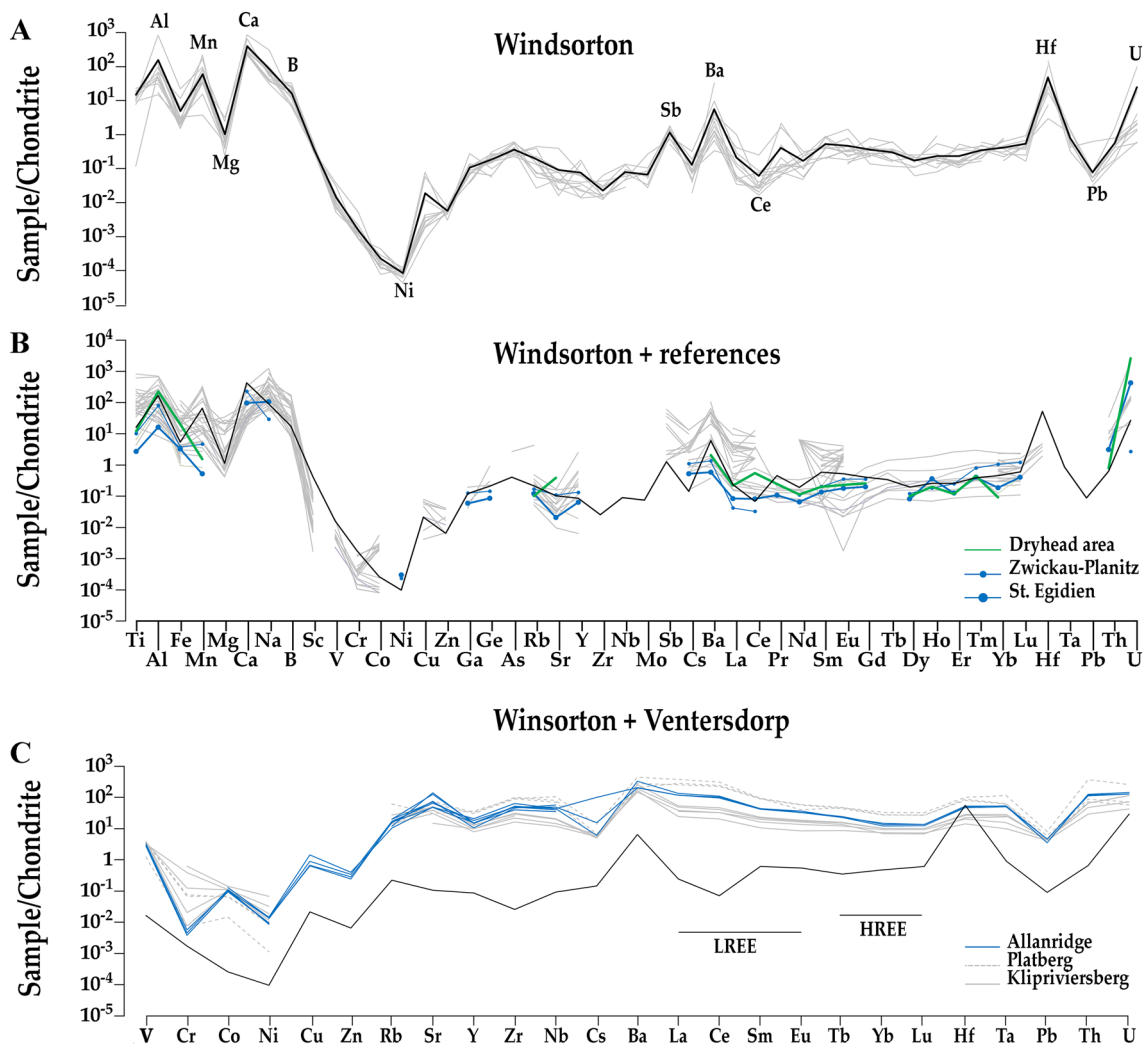 A
Windsorton
Sample/Chondrite
10³
10²
10¹
1
10⁻¹
10⁻²
10⁻³
10⁻⁴
10⁻⁵
Al
Mn
Mg
Ca
B
Ni
Sb
Ba
Ce
Hf
Pb
U
B
Windsorton + references
Sample/Chondrite
10⁴
10³
10²
10¹
1
10⁻¹
10⁻²
10⁻³
10⁻⁴
10⁻⁵
Dryhead area
Zwickau-Planitz
St. Egidien
Ti Fe Mg Na Sc Cr Ni Zn Ge Rb Y Nb Sb Ba Ce Nd Eu Tb Ho Tm Lu Ta Th
Al Mn Ca B V Co Cu Ga As Sr Zr Mo Cs La Pr Sm Gd Dy Er Yb Hf Pb U
Winsorton + Ventersdorp
C
Sample/Chondrite
10³
10²
10¹
1
10⁻¹
10⁻²
10⁻³
10⁻⁴
10⁻⁵
LREE
HREE
Allanridge
Platberg
Klipriviersberg
V Cr Co Ni Cu Zn Rb Sr Y Zr Nb Cs Ba La Ce Sm Eu Tb Yb Lu Hf Ta Pb Th U